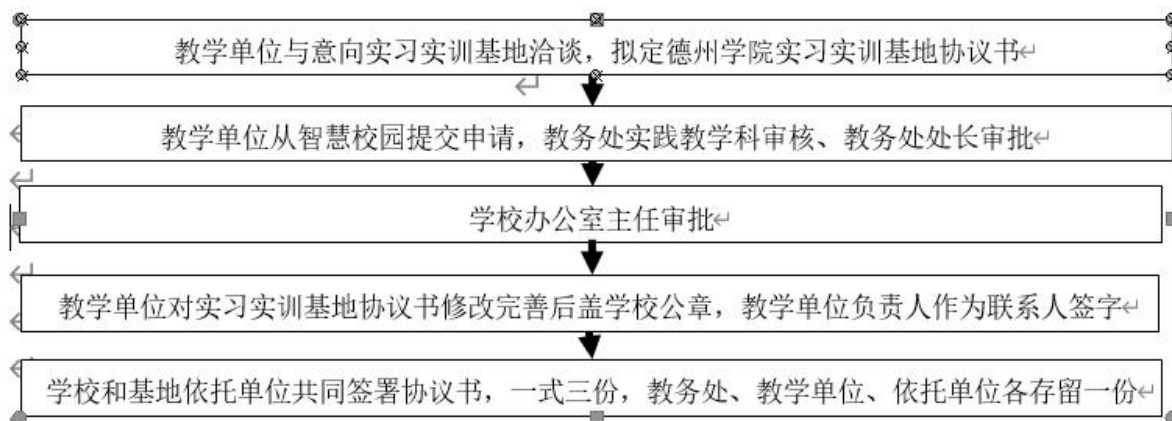 教学单位与意向实习实训基地洽谈，拟定德州学院实习实训基地协议书
教学单位从智慧校园提交申请，教务处实践教学科审核、教务处处长审批
学校办公室主任审批
教学单位对实习实训基地协议书修改完善后盖学校公章，教学单位负责人作为联系人签字
学校和基地依托单位共同签署协议书，一式三份，教务处、教学单位、依托单位各存留一份